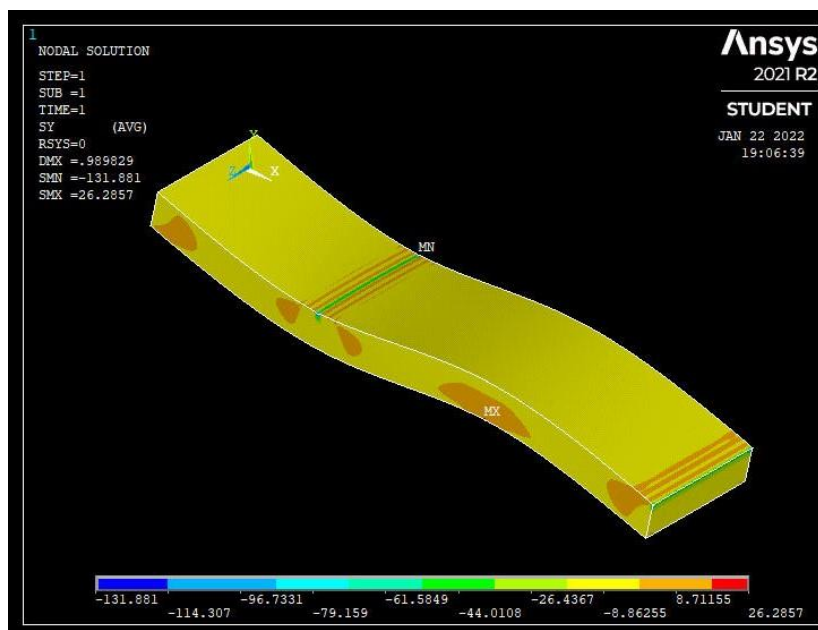 1
NODAL SOLUTION
STEP=1
SUB =1
TIME=1
SY (AVG)
RSYS=0
DMX =.989829
SMN =-131.881
SMX =26.2857
Ansys
2021 R2
STUDENT
JAN 22 2022
19:06:39
Y
Z X
MN
MX
-131.881 -96.7331 -61.5849 -26.4367 8.71155
-114.307 -79.159 -44.0108 -8.86255 26.2857